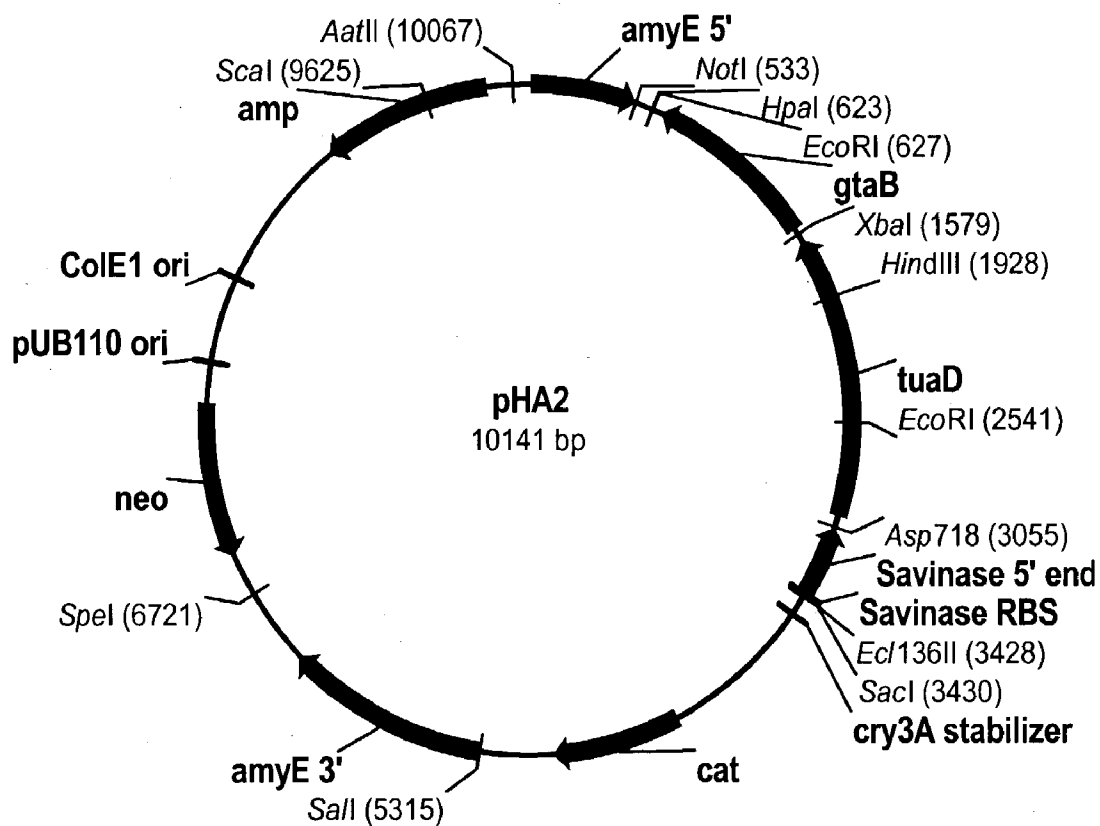 AatII (10067)
amyE 5'
ScaI (9625)
NotI (533)
amp
HpaI (623)
EcoRI (627)
gtaB
XbaI (1579)
HindIII (1928)
ColE1 ori
pUB110 ori
tuaD
pHA2
EcoRI (2541)
10141 bp
neo
Asp718 (3055)
Savinase 5' end
Savinase RBS
SpeI (6721)
Ecl136II (3428)
SacI (3430)
cry3A stabilizer
amyE 3'
cat
SalI (5315)